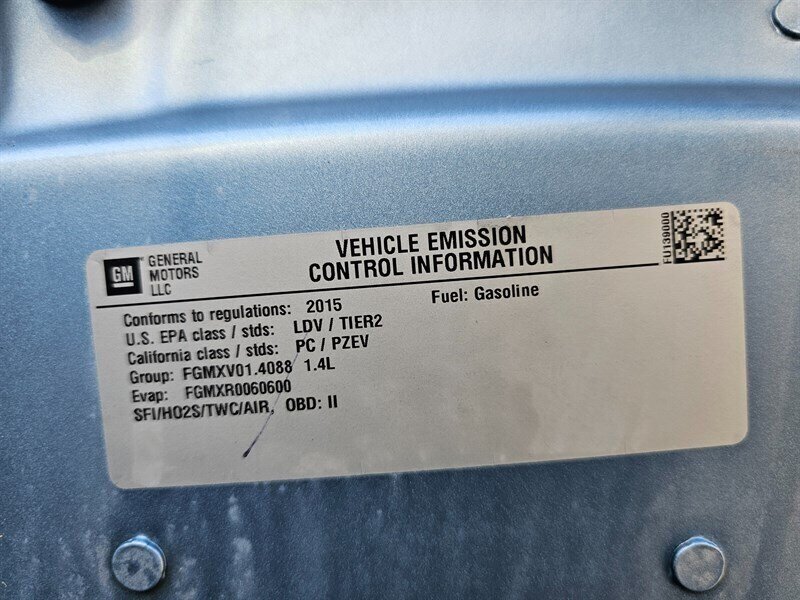 GM
GENERAL
MOTORS
LLC
VEHICLE EMISSION
CONTROL INFORMATION
FU139000
Conforms to regulations: 2015 Fuel: Gasoline
U.S. EPA class / stds: LDV / TIER2
California class / stds: PC / PZEV
Group: FGMXV01.4088 1.4L
Evap: FGMXR0060600
SFI/HO2S/TWC/AIR, OBD: II